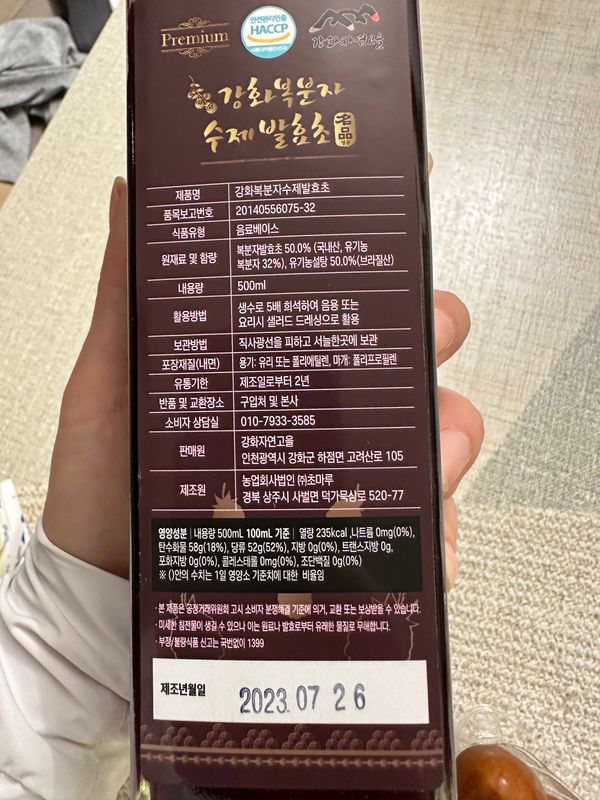 Premium
안전관리인증
HACCP
식품의약품안전처
강화자연고을
강화복분자
수제 발효초
名品
명품
제품명 강화복분자수제발효초
품목보고번호 20140556075-32
식품유형 음료베이스
원재료 및 함량 복분자발효초 50.0% (국내산, 유기농
복분자 32%), 유기농설탕 50.0%(브라질산)
내용량 500ml
활용방법 생수로 5배 희석하여 음용 또는
요리시 샐러드 드레싱으로 활용
보관방법 직사광선을 피하고 서늘한곳에 보관
포장재질(내면) 용기: 유리 또는 폴리에틸렌, 마개: 폴리프로필렌
유통기한 제조일로부터 2년
반품 및 교환장소 구입처 및 본사
소비자 상담실 010-7933-3585
판매원 강화자연고을
인천광역시 강화군 하점면 고려산로 105
제조원 농업회사법인 ㈜초마루
경북 상주시 사벌면 덕가묵상로 520-77
영양성분 | 내용량 500mL 100mL 기준 | 열량 235kcal ,나트륨 0mg(0%),
탄수화물 58g(18%), 당류 52g(52%), 지방 0g(0%), 트랜스지방 0g,
포화지방 0g(0%), 콜레스테롤 0mg(0%), 조단백질 0g(0%)
※ ()안의 수치는 1일 영양소 기준치에 대한 비율임
· 본 제품은 공정거래위원회 고시 소비자 분쟁해결 기준에 의거, 교환 또는 보상받을 수 있습니다.
· 미세한 침전물이 생길 수 있으나 이는 원료나 발효로부터 유래한 물질로 무해합니다.
· 부정/불량식품 신고는 국번없이 1399
제조년월일 2023. 07 26